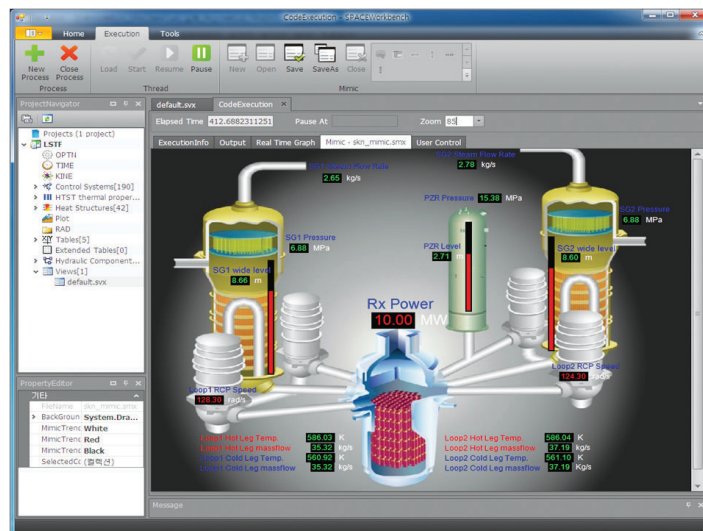 CodeExecution - SPACEWorkbench
Home Execution Tools
New Process Close Process Load Start Resume Pause New Open Save SaveAs Close
Process Thread Mimic
ProjectNavigator
default.svx CodeExecution
Elapsed Time 412.6882311251 Pause At Zoom 85
ExecutionInfo Output Real Time Graph Mimic - skn_mimic.smx User Control
Projects (1 project)
LSTF
OPTN
TIME
KINE
Control Systems[190]
HTST thermal proper...
Heat Structures[42]
Plot
RAD
Tables[5]
Extended Tables[0]
Hydraulic Component...
Views[1]
default.svx
Steam Flow Rate
2.65 kg/s
SG2 Steam Flow Rate
2.78 kg/s
PZR Pressure 15.38 MPa
SG1 Pressure
6.88 MPa
SG2 Pressure
6.88 MPa
PZR Level
2.71 m
SG1 wide level
8.66 m
SG2 wide level
8.60 m
Rx Power
10.00 MW
Loop1 RCP Speed
128.30 rad/s
Loop2 RCP Speed
124.30 rad/s
Loop1 Hot Leg Temp. 586.03 K
Loop1 Hot Leg massflow 35.32 kg/s
Loop1 Cold Leg Temp. 560.92 K
Loop1 Cold Leg massflow 35.32 kg/s
Loop2 Hot Leg Temp. 586.04 K
Loop2 Hot Leg massflow 37.19 kg/s
Loop2 Cold Leg Temp. 561.10 K
Loop2 Cold Leg massflow 37.19 kg/s
PropertyEditor
기타
FileName skn_mimic.smx
BackGroun System.Dra...
MimicTrenc White
MimicTrenc Red
MimicTrenc Black
SelectedCc (컬렉션)
Message